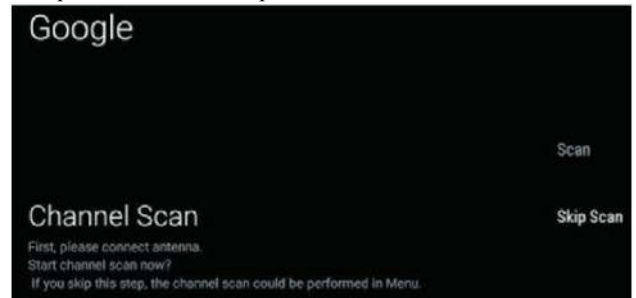 Google
Scan
Channel Scan
Skip Scan
First, please connect antenna.
Start channel scan now?
If you skip this step, the channel scan could be performed in Menu.